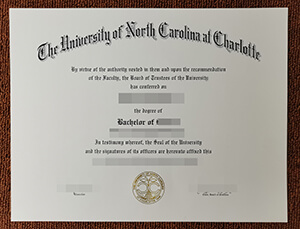 The University of North Carolina at Charlotte
By virtue of the authority vested in them and upon the recommendation
of the Faculty, the Board of Trustees of the University
has conferred on
the degree of
Bachelor of
In testimony whereof, the Seal of the University
and the signatures of its officers are hereunto affixed this